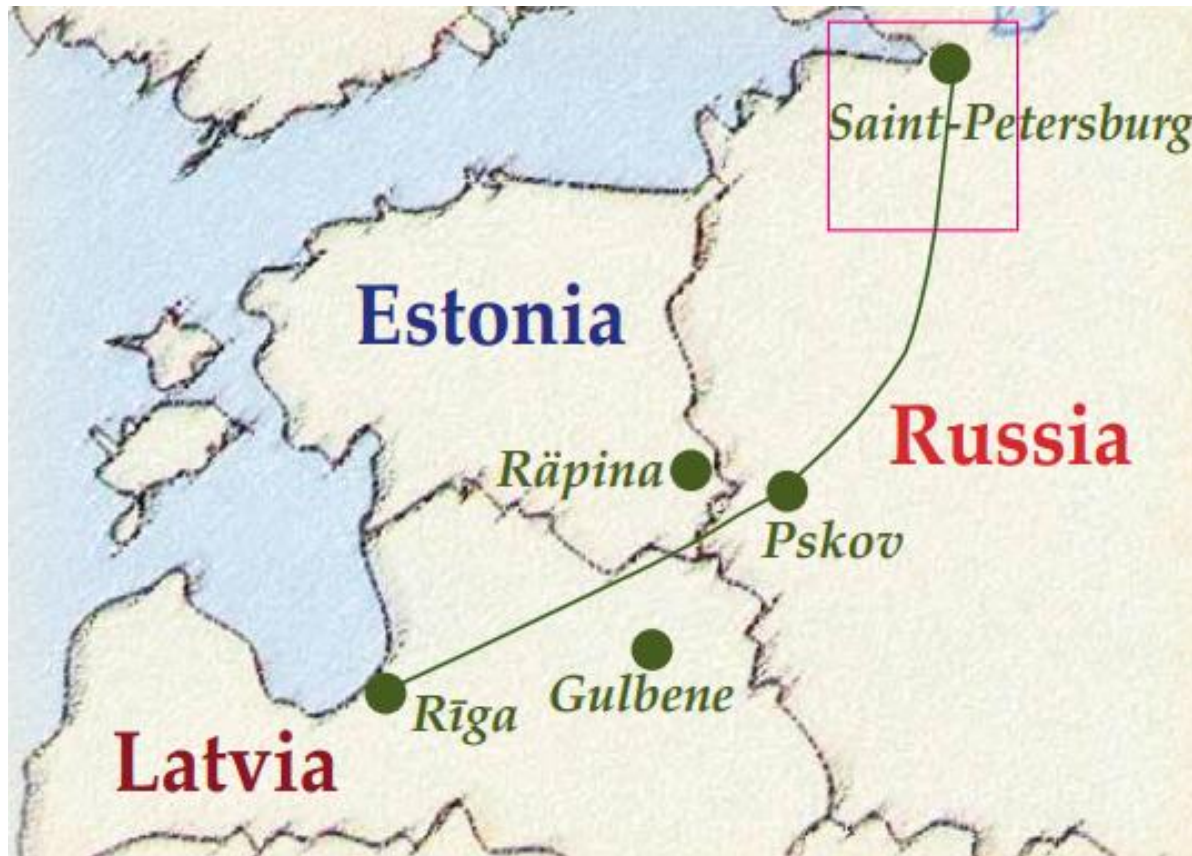 Saint-Petersburg
Estonia
Russia
Räpina
Pskov
Gulbene
Rīga
Latvia